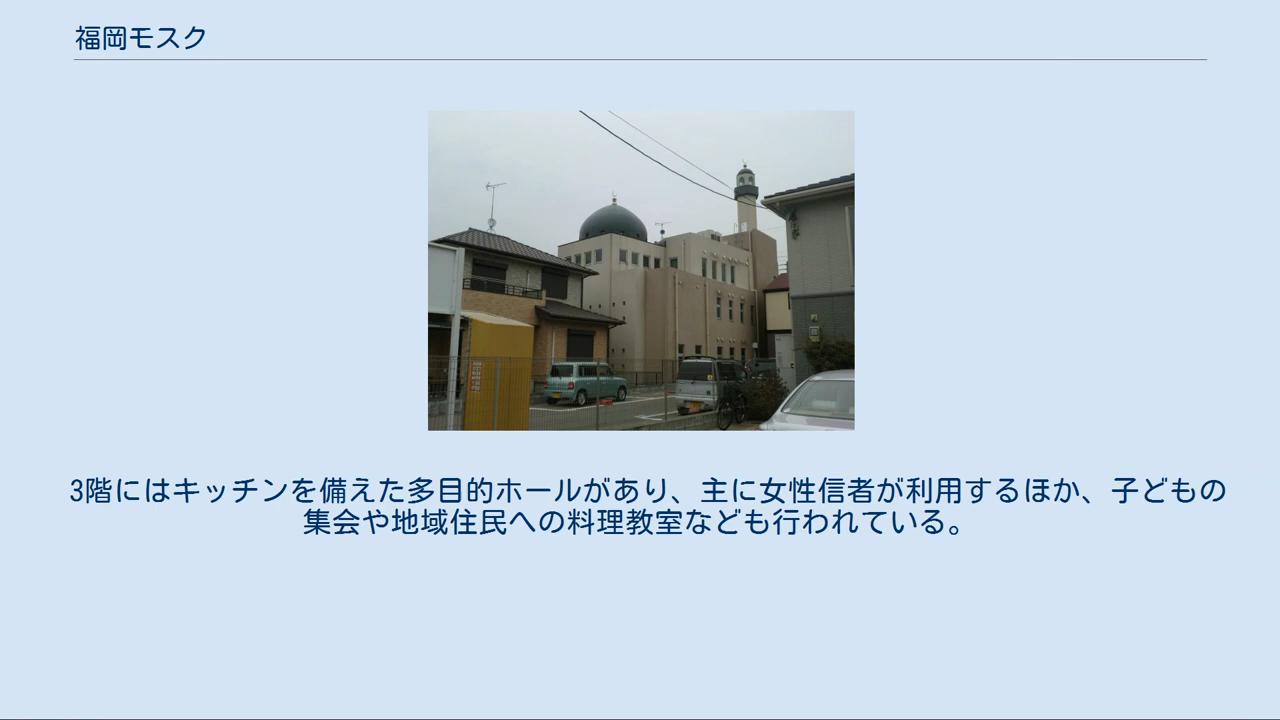 福岡モスク
3階にはキッチンを備えた多目的ホールがあり、主に女性信者が利用するほか、子どもの
集会や地域住民への料理教室なども行われている。